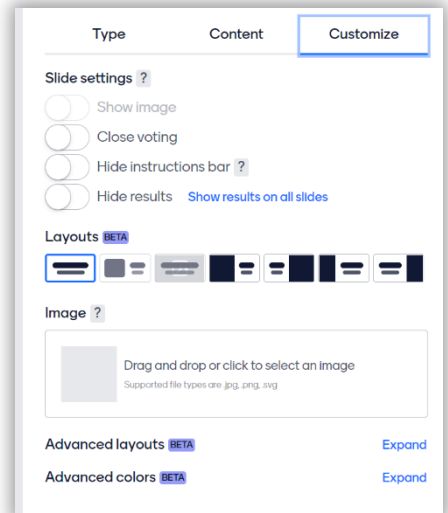 Type Content Customize
Slide settings ?
Show image
Close voting
Hide instructions bar ?
Hide results Show results on all slides
Layouts BETA
Image ?
Drag and drop or click to select an image
Supported file types are .jpg, .png, .svg
Advanced layouts BETA Expand
Advanced colors BETA Expand